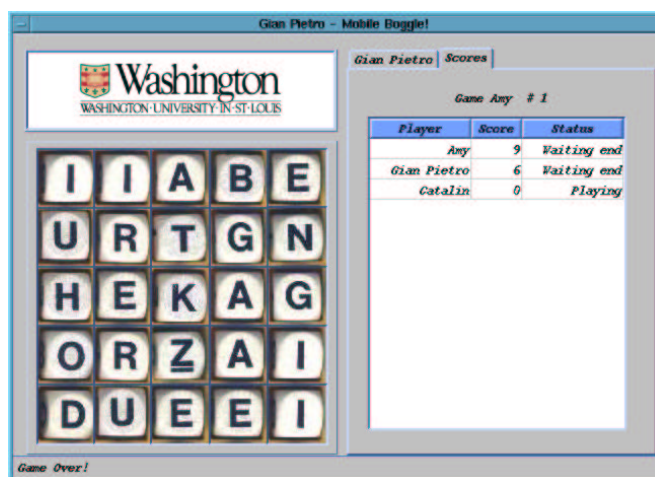 Gian Pietro - Mobile Boggle!
Washington
WASHINGTON·UNIVERSITY·IN·ST·LOUIS
I I A B E
U R T G N
H E K A G
O R Z A I
D U E E I
Gian Pietro Scores
Game Amy # 1
Player Score Status
Amy 9 Waiting end
Gian Pietro 6 Waiting end
Catalin 0 Playing
Game Over!